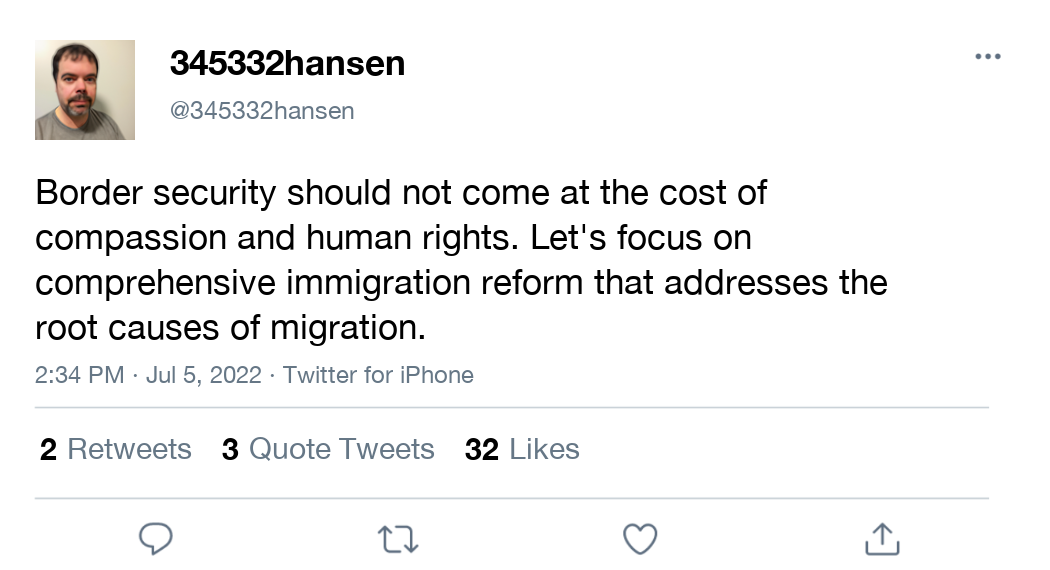 345332hansen
@345332hansen
Border security should not come at the cost of
compassion and human rights. Let's focus on
comprehensive immigration reform that addresses the
root causes of migration.
2:34 PM · Jul 5, 2022 · Twitter for iPhone
2 Retweets 3 Quote Tweets 32 Likes